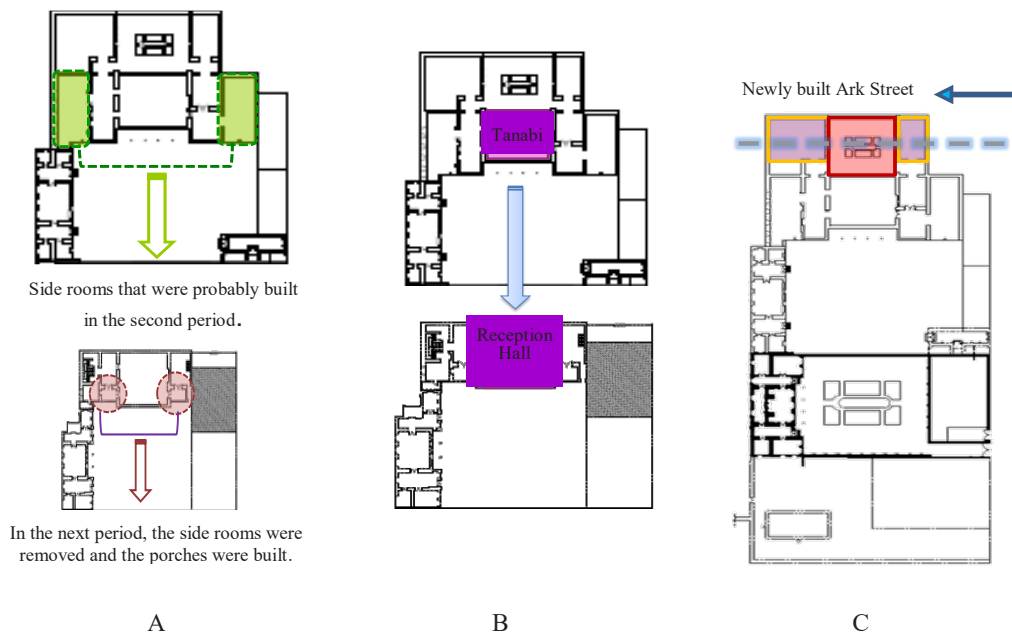 Side rooms that were probably built
in the second period.
In the next period, the side rooms were
removed and the porches were built.
A
Tanabi
Reception
Hall
B
Newly built Ark Street
C